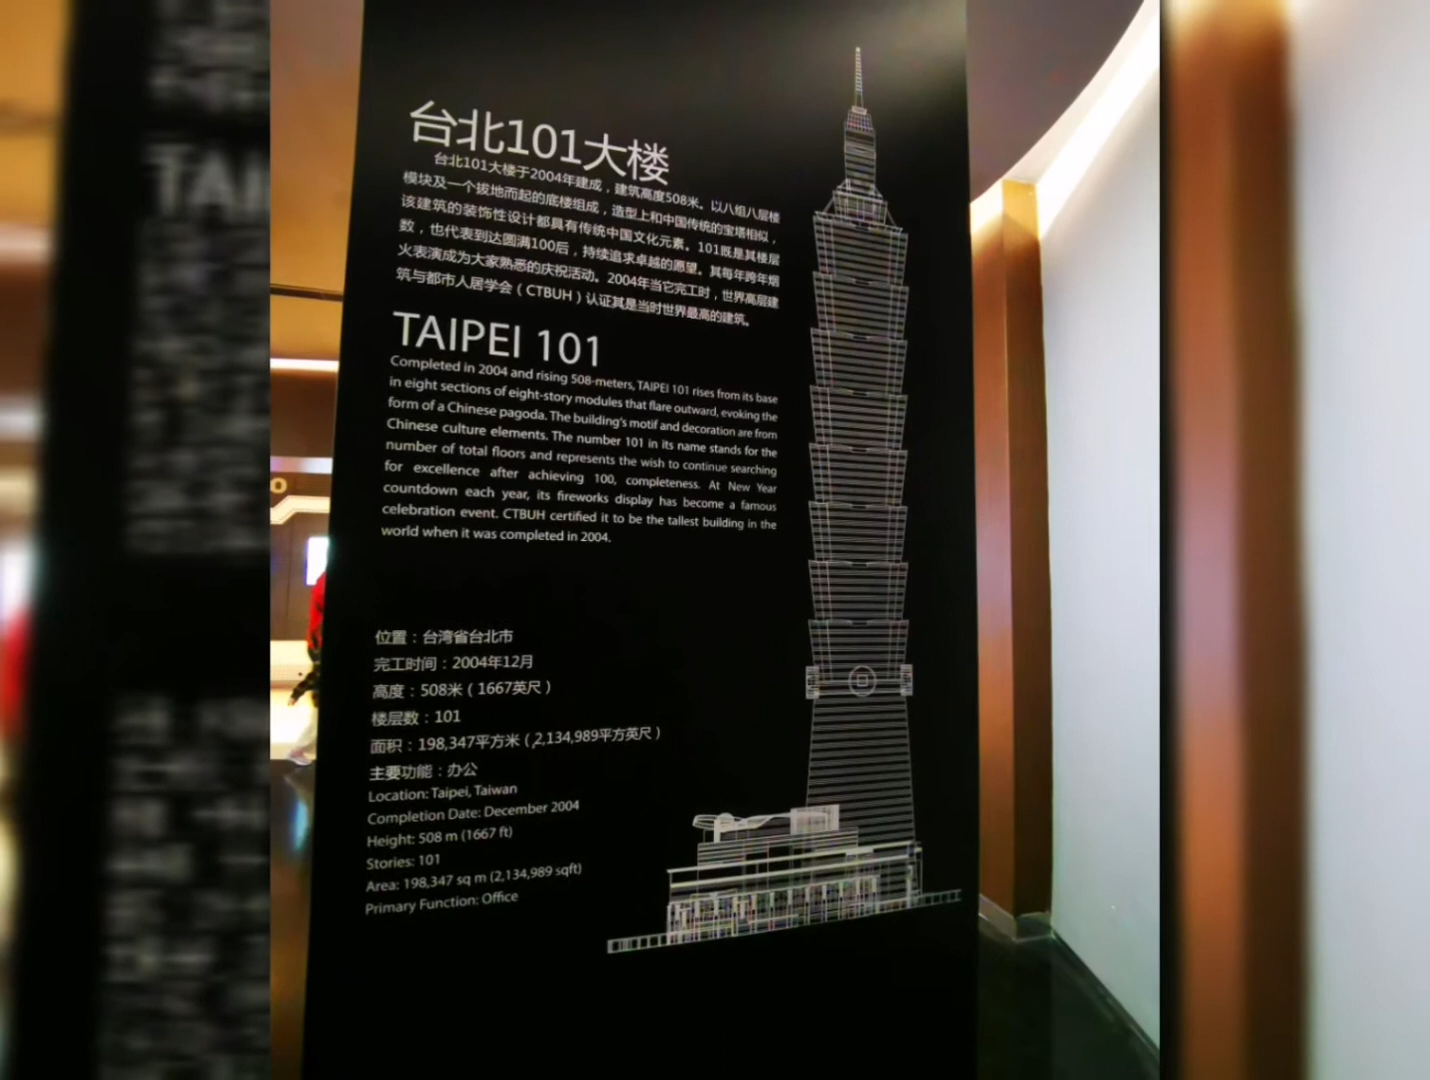 台北101大楼
台北101大楼于2004年建成，建筑高度508米。以八组八层楼
模块及一个拔地而起的底楼组成，造型上和中国传统的宝塔相似，
该建筑的装饰性设计都具有传统中国文化元素。101既是其楼层
数，也代表到达圆满100后，持续追求卓越的愿望。其每年跨年烟
火表演成为大家熟悉的庆祝活动。2004年当它完工时，世界高层建
筑与都市人居学会（CTBUH）认证其是当时世界最高的建筑。
TAIPEI 101
Completed in 2004 and rising 508-meters, TAIPEI 101 rises from its base
in eight sections of eight-story modules that flare outward, evoking the
form of a Chinese pagoda. The building's motif and decoration are from
Chinese culture elements. The number 101 in its name stands for the
number of total floors and represents the wish to continue searching
for excellence after achieving 100, completeness. At New Year
countdown each year, its fireworks display has become a famous
celebration event. CTBUH certified it to be the tallest building in the
world when it was completed in 2004.
位置：台湾省台北市
完工时间：2004年12月
高度：508米（1667英尺）
楼层数：101
面积：198,347平方米（2,134,989平方英尺）
主要功能：办公
Location: Taipei, Taiwan
Completion Date: December 2004
Height: 508 m (1667 ft)
Stories: 101
Area: 198,347 sq m (2,134,989 sqft)
Primary Function: Office